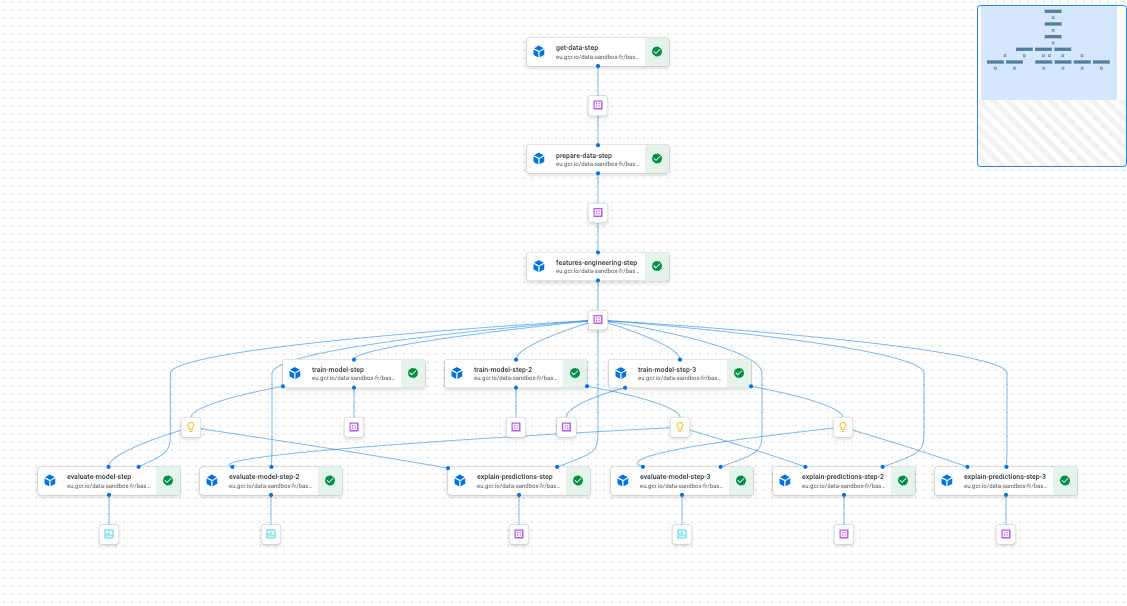 get-data-step
eu.gcr.io/data-sandbox-fr/bas...
prepare-data-step
eu.gcr.io/data-sandbox-fr/bas...
features-engineering-step
eu.gcr.io/data-sandbox-fr/bas...
train-model-step
eu.gcr.io/data-sandbox-fr/bas...
train-model-step-2
eu.gcr.io/data-sandbox-fr/bas...
train-model-step-3
eu.gcr.io/data-sandbox-fr/bas...
evaluate-model-step
eu.gcr.io/data-sandbox-fr/bas...
evaluate-model-step-2
eu.gcr.io/data-sandbox-fr/bas...
explain-predictions-step
eu.gcr.io/data-sandbox-fr/bas...
evaluate-model-step-3
eu.gcr.io/data-sandbox-fr/bas...
explain-predictions-step-2
eu.gcr.io/data-sandbox-fr/bas...
explain-predictions-step-3
eu.gcr.io/data-sandbox-fr/bas...